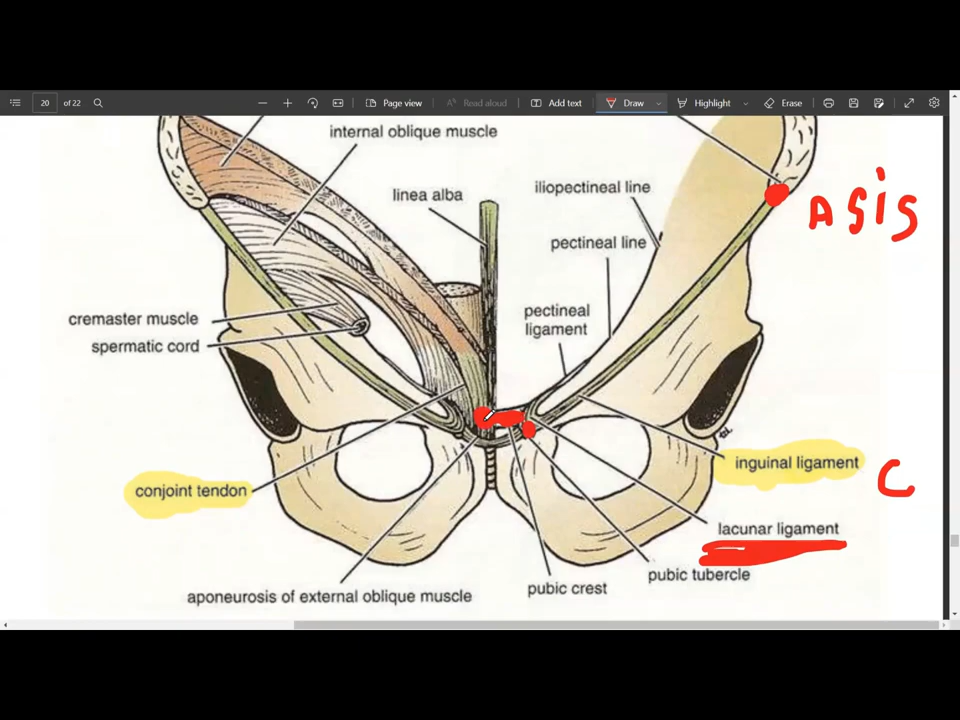 20 of 22 Page view Read aloud Add text Draw Highlight Erase
internal oblique muscle
linea alba
iliopectineal line
ASIS
pectineal line
pectineal
ligament
cremaster muscle
spermatic cord
inguinal ligament
C
conjoint tendon
lacunar ligament
pubic tubercle
pubic crest
aponeurosis of external oblique muscle